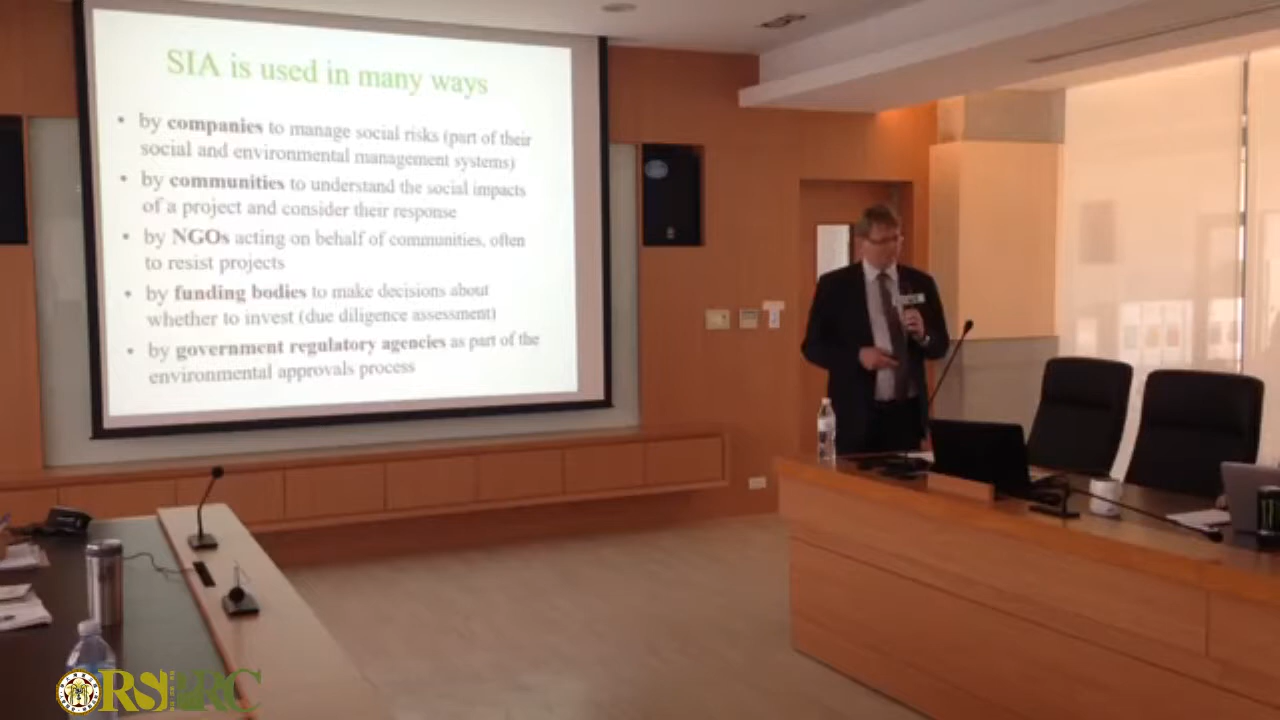 SIA is used in many ways
• by companies to manage social risks (part of their
social and environmental management systems)
• by communities to understand the social impacts
of a project and consider their response
• by NGOs acting on behalf of communities, often
to resist projects
• by funding bodies to make decisions about
whether to invest (due diligence assessment)
• by government regulatory agencies as part of the
environmental approvals process